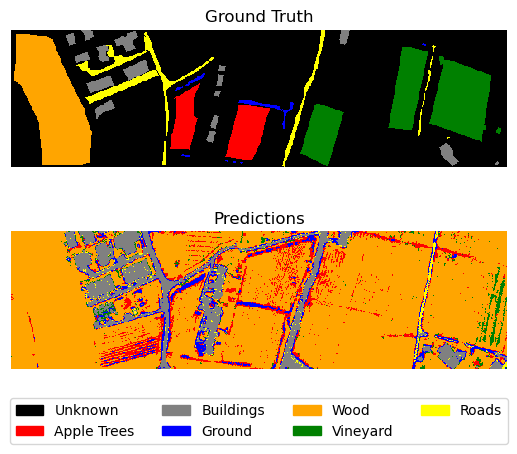 Ground Truth
Predictions
Unknown Buildings Wood Roads
Apple Trees Ground Vineyard